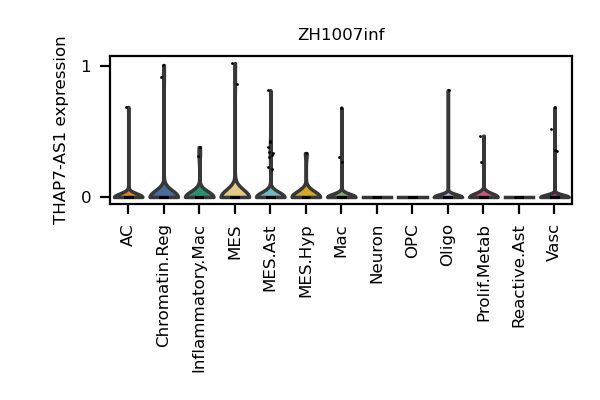 ZH1007inf
THAP7-AS1 expression
1
0
AC
Chromatin.Reg
Inflammatory.Mac
MES
MES.Ast
MES.Hyp
Mac
Neuron
OPC
Oligo
Prolif.Metab
Reactive.Ast
Vasc